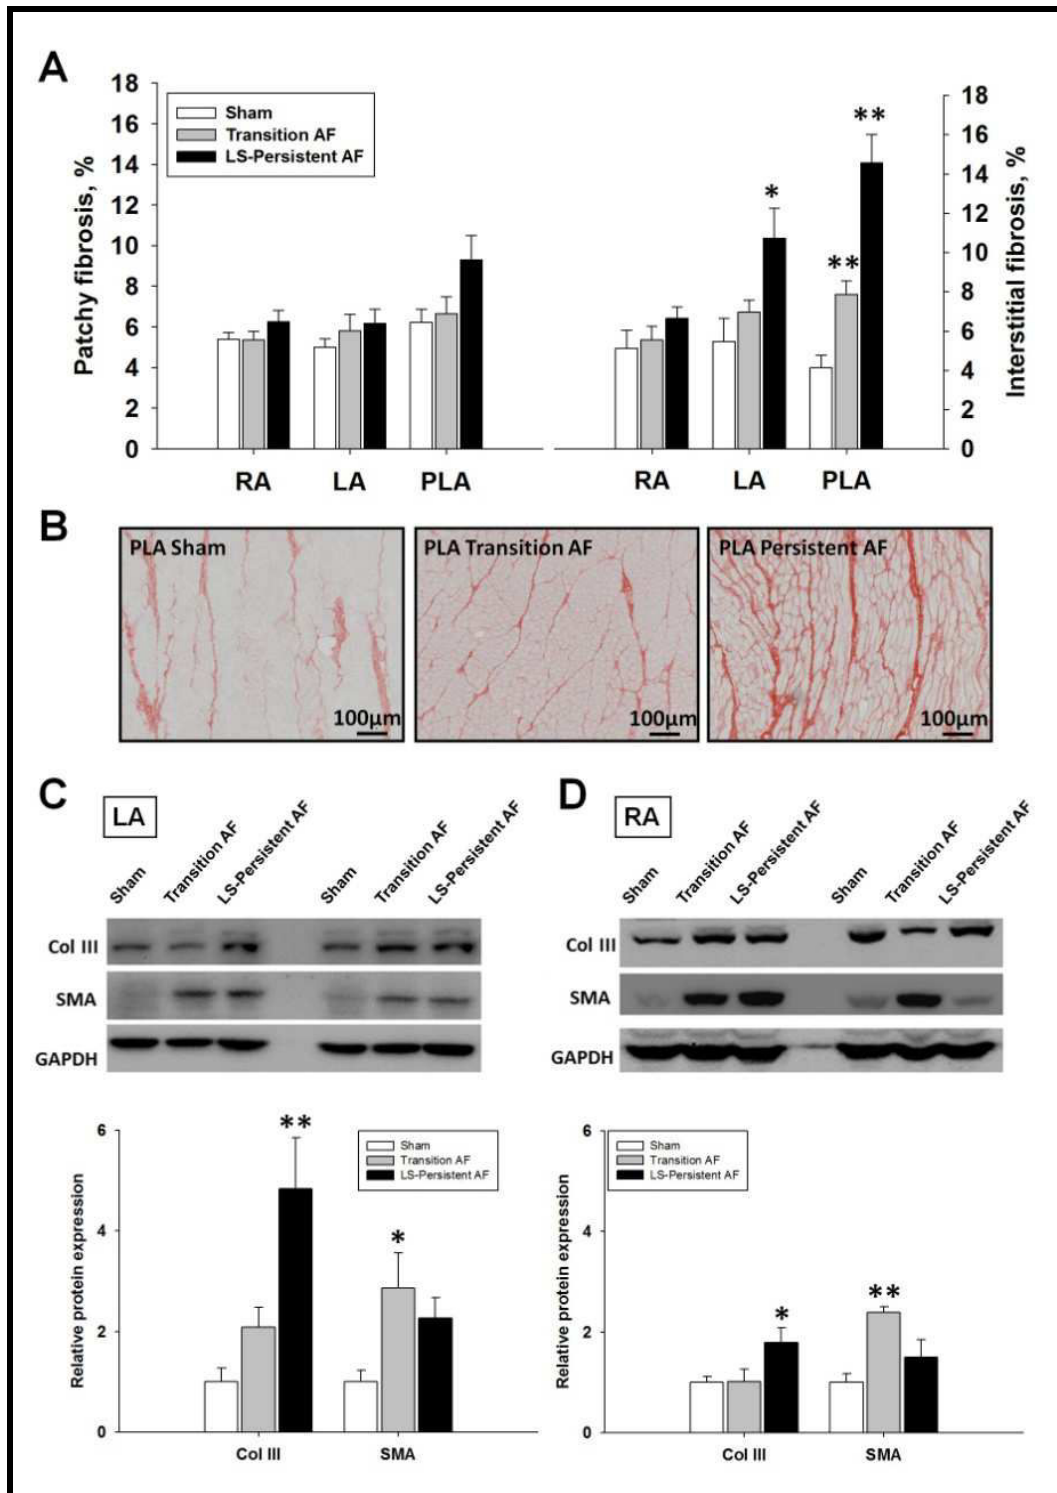 A
18
16
14
12
10
8
6
4
2
0
Patchy fibrosis, %
Sham
Transition AF
LS-Persistent AF
RA LA PLA
* ** **
RA LA PLA
18
16
14
12
10
8
6
4
2
0
Interstitial fibrosis, %
B
PLA Sham
100μm
PLA Transition AF
100μm
PLA Persistent AF
100μm
C
LA
Sham Transition AF LS-Persistent AF Sham Transition AF LS-Persistent AF
Col III
SMA
GAPDH
6
4
2
0
Relative protein expression
** *
Sham
Transition AF
LS-Persistent AF
Col III SMA
D
RA
Sham Transition AF LS-Persistent AF Sham Transition AF LS-Persistent AF
Col III
SMA
GAPDH
6
4
2
0
Relative protein expression
Sham
Transition AF
LS-Persistent AF
* **
Col III SMA